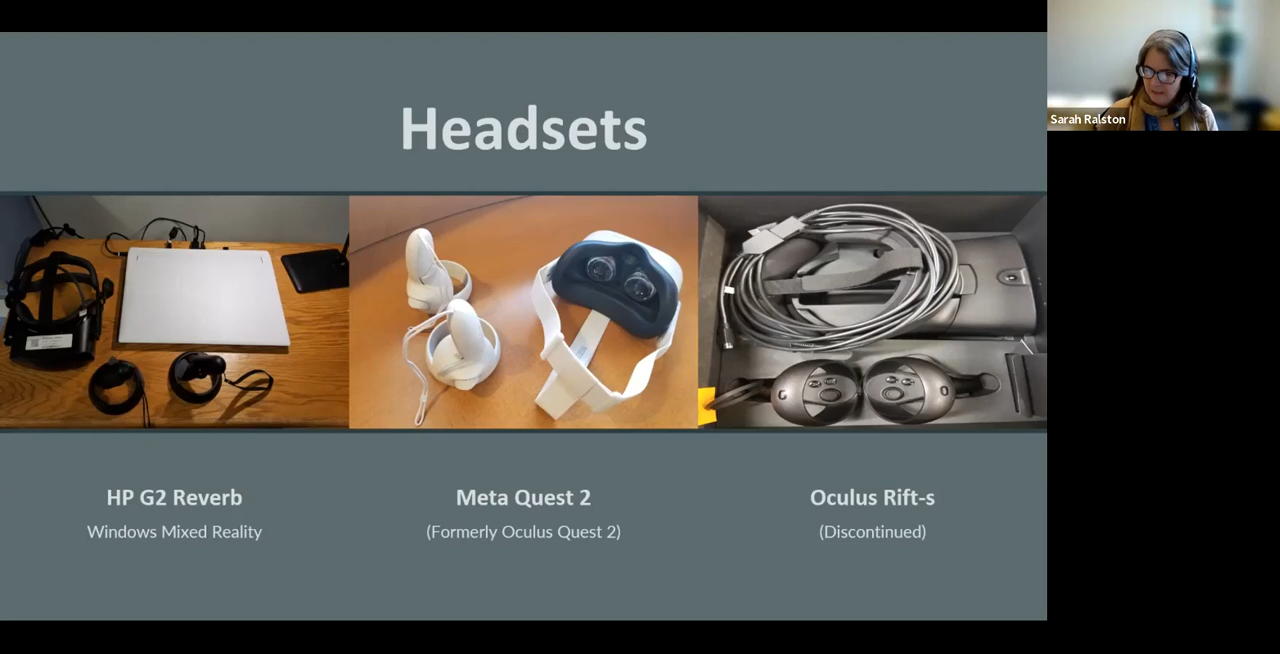 Headsets
Sarah Ralston
HP G2 Reverb
Windows Mixed Reality
Meta Quest 2
(Formerly Oculus Quest 2)
Oculus Rift-s
(Discontinued)